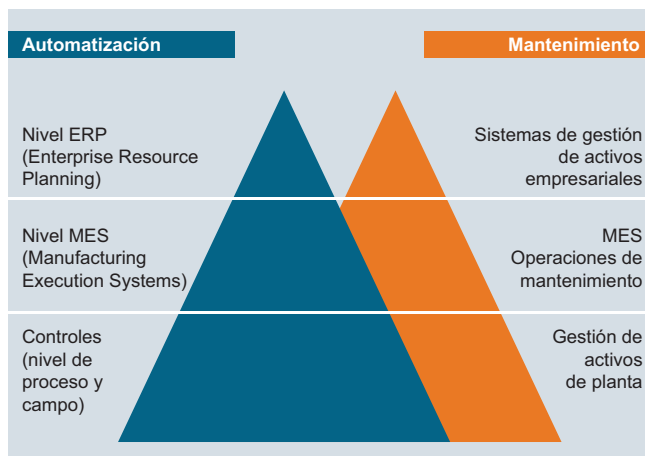 Automatización
Mantenimiento
Nivel ERP
(Enterprise Resource
Planning)
Sistemas de gestión
de activos
empresariales
Nivel MES
(Manufacturing
Execution Systems)
MES
Operaciones de
mantenimiento
Controles
(nivel de
proceso y
campo)
Gestión de
activos
de planta